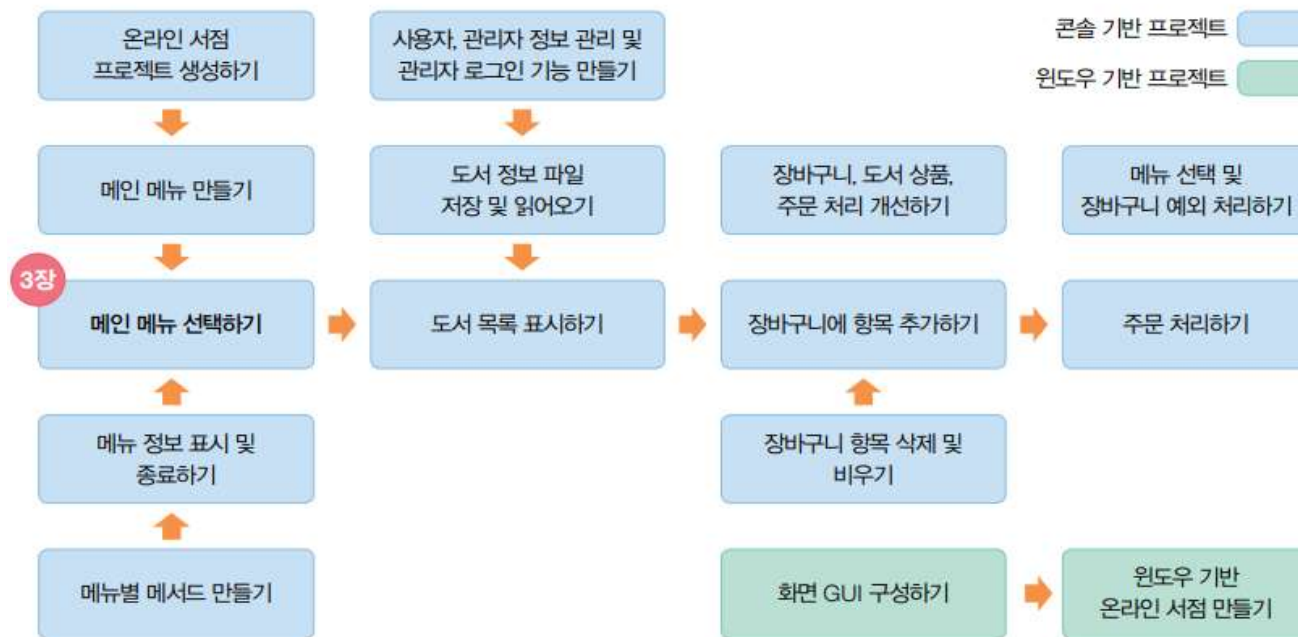 온라인 서점
프로젝트 생성하기
사용자, 관리자 정보 관리 및
관리자 로그인 기능 만들기
콘솔 기반 프로젝트
윈도우 기반 프로젝트
메인 메뉴 만들기
도서 정보 파일
저장 및 읽어오기
장바구니, 도서 상품,
주문 처리 개선하기
메뉴 선택 및
장바구니 예외 처리하기
3장
메인 메뉴 선택하기
도서 목록 표시하기
장바구니에 항목 추가하기
주문 처리하기
메뉴 정보 표시 및
종료하기
장바구니 항목 삭제 및
비우기
메뉴별 메서드 만들기
화면 GUI 구성하기
윈도우 기반
온라인 서점 만들기